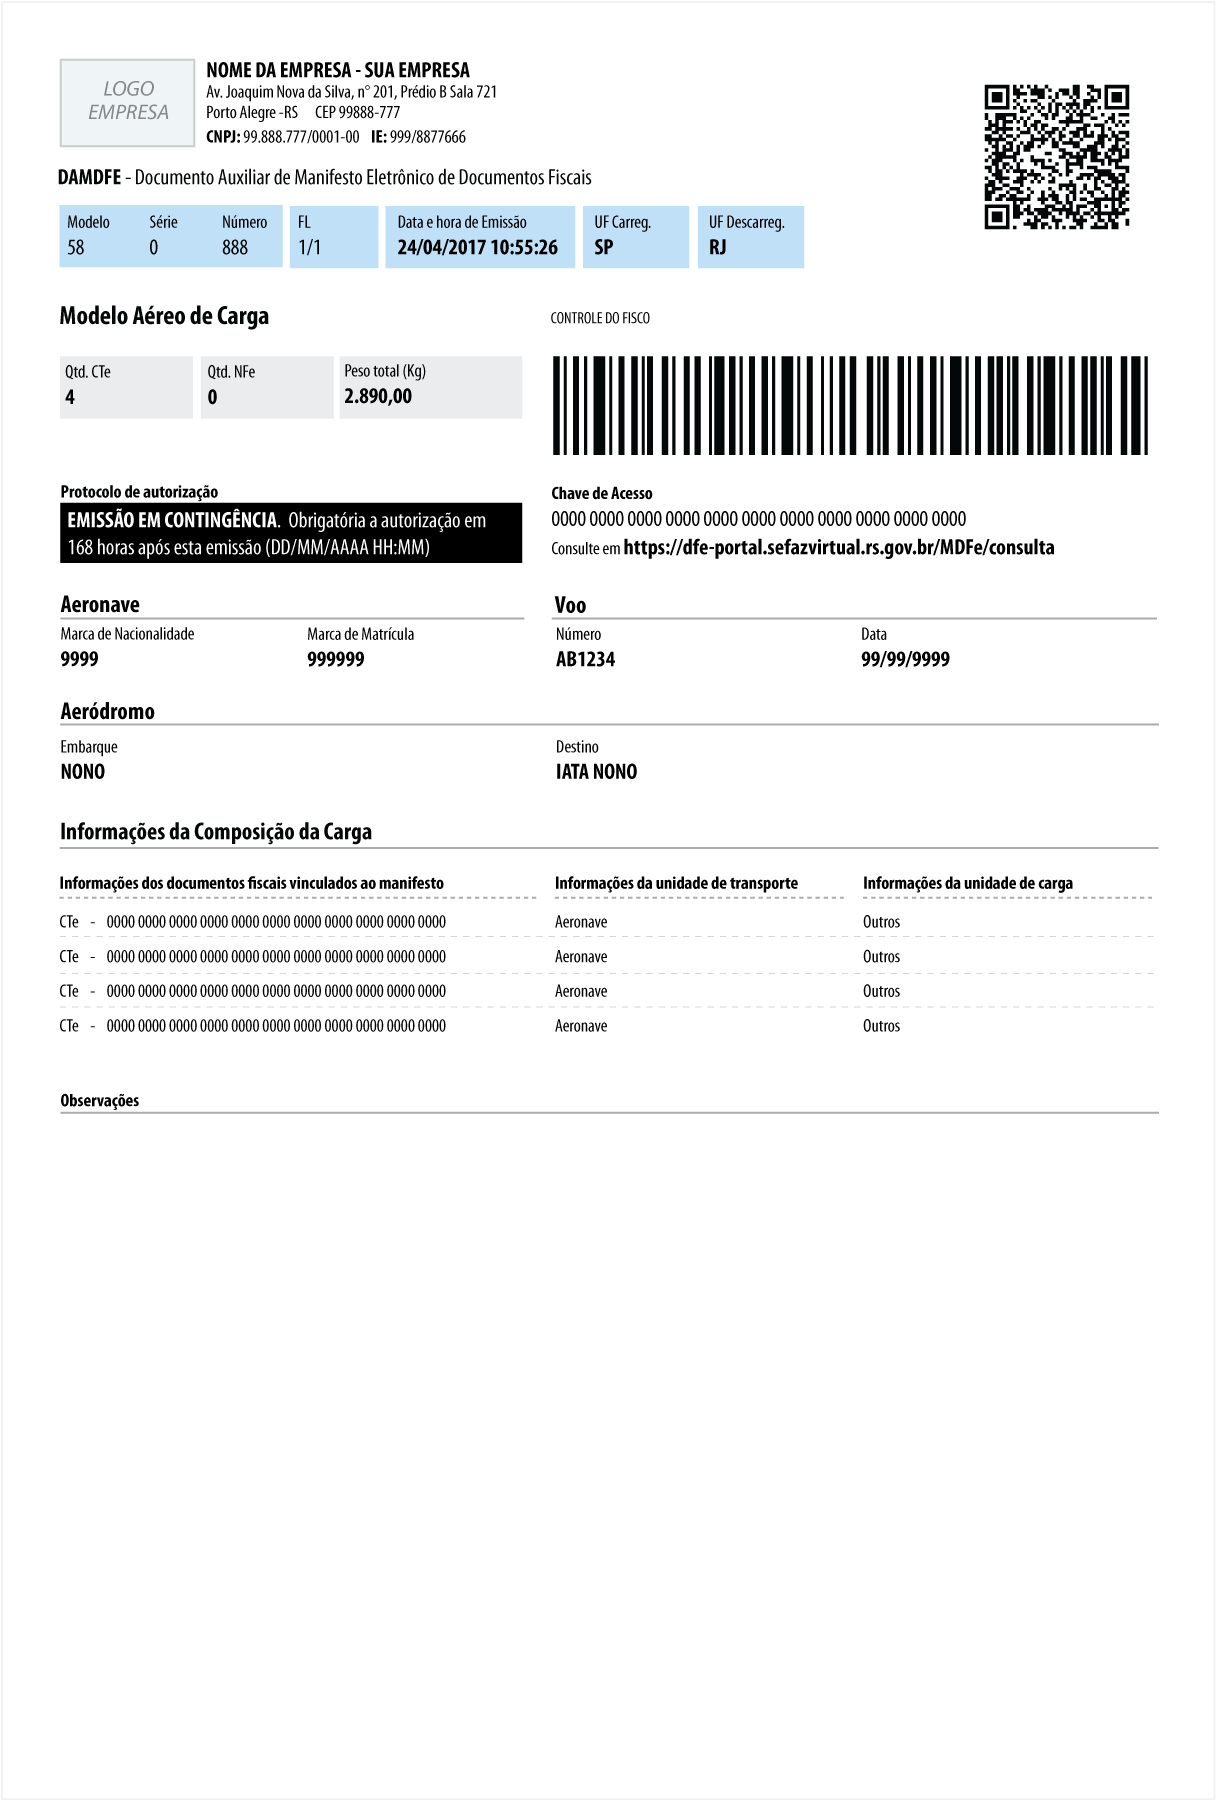 LOGO
EMPRESA
NOME DA EMPRESA - SUA EMPRESA
Av. Joaquim Nova da Silva, n° 201, Prédio B Sala 721
Porto Alegre -RS CEP 99888-777
CNPJ: 99.888.777/0001-00 IE: 999/8877666
DAMDFE - Documento Auxiliar de Manifesto Eletrônico de Documentos Fiscais
Modelo Série Número FL Data e hora de Emissão UF Carreg. UF Descarreg.
58 0 888 1/1 24/04/2017 10:55:26 SP RJ
Modelo Aéreo de Carga
CONTROLE DO FISCO
Qtd. CTe Qtd. NFe Peso total (Kg)
4 0 2.890,00
Protocolo de autorização
EMISSÃO EM CONTINGÊNCIA. Obrigatória a autorização em
168 horas após esta emissão (DD/MM/AAAA HH:MM)
Chave de Acesso
0000 0000 0000 0000 0000 0000 0000 0000 0000 0000 0000
Consulte em https://dfe-portal.sefazvirtual.rs.gov.br/MDFe/consulta
Aeronave
Marca de Nacionalidade Marca de Matrícula
9999 999999
Voo
Número Data
AB1234 99/99/9999
Aeródromo
Embarque Destino
NONO IATA NONO
Informações da Composição da Carga
Informações dos documentos fiscais vinculados ao manifesto Informações da unidade de transporte Informações da unidade de carga
CTe - 0000 0000 0000 0000 0000 0000 0000 0000 0000 0000 0000 Aeronave Outros
CTe - 0000 0000 0000 0000 0000 0000 0000 0000 0000 0000 0000 Aeronave Outros
CTe - 0000 0000 0000 0000 0000 0000 0000 0000 0000 0000 0000 Aeronave Outros
CTe - 0000 0000 0000 0000 0000 0000 0000 0000 0000 0000 0000 Aeronave Outros
Observações